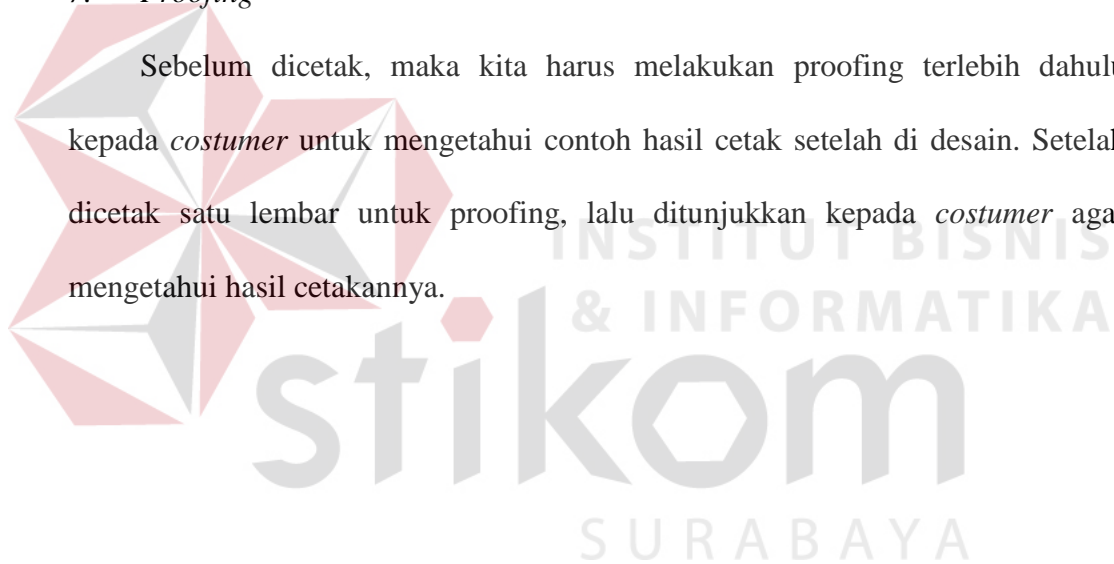 Proofing
Sebelum dicetak, maka kita harus melakukan proofing terlebih dahulu
kepada costumer untuk mengetahui contoh hasil cetak setelah di desain. Setelah
dicetak satu lembar untuk proofing, lalu ditunjukkan kepada costumer aga
mengetahui hasil cetakannya.
INSTITUT BISNIS
& INFORMATIKA
stikom
SURABAYA